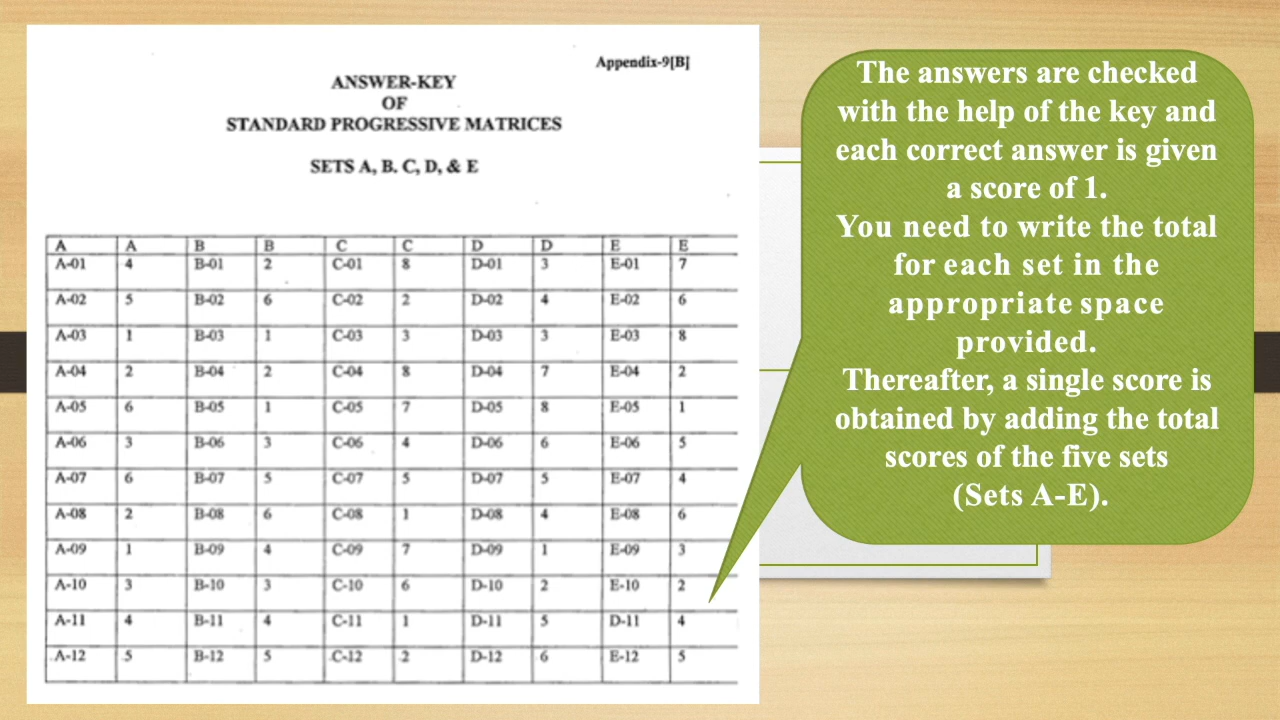 Appendix-9[B]
ANSWER-KEY
OF
STANDARD PROGRESSIVE MATRICES
SETS A, B. C, D, & E
A A B B C C D D E E
A-01 4 B-01 2 C-01 8 D-01 3 E-01 7
A-02 5 B-02 6 C-02 2 D-02 4 E-02 6
A-03 1 B-03 1 C-03 3 D-03 3 E-03 8
A-04 2 B-04 2 C-04 8 D-04 7 E-04 2
A-05 6 B-05 1 C-05 7 D-05 8 E-05 1
A-06 3 B-06 3 C-06 4 D-06 6 E-06 5
A-07 6 B-07 5 C-07 5 D-07 5 E-07 4
A-08 2 B-08 6 C-08 1 D-08 4 E-08 6
A-09 1 B-09 4 C-09 7 D-09 1 E-09 3
A-10 3 B-10 3 C-10 6 D-10 2 E-10 2
A-11 4 B-11 4 C-11 1 D-11 5 D-11 4
A-12 5 B-12 5 C-12 2 D-12 6 E-12 5
The answers are checked
with the help of the key and
each correct answer is given
a score of 1.
You need to write the total
for each set in the
appropriate space
provided.
Thereafter, a single score is
obtained by adding the total
scores of the five sets
(Sets A-E).